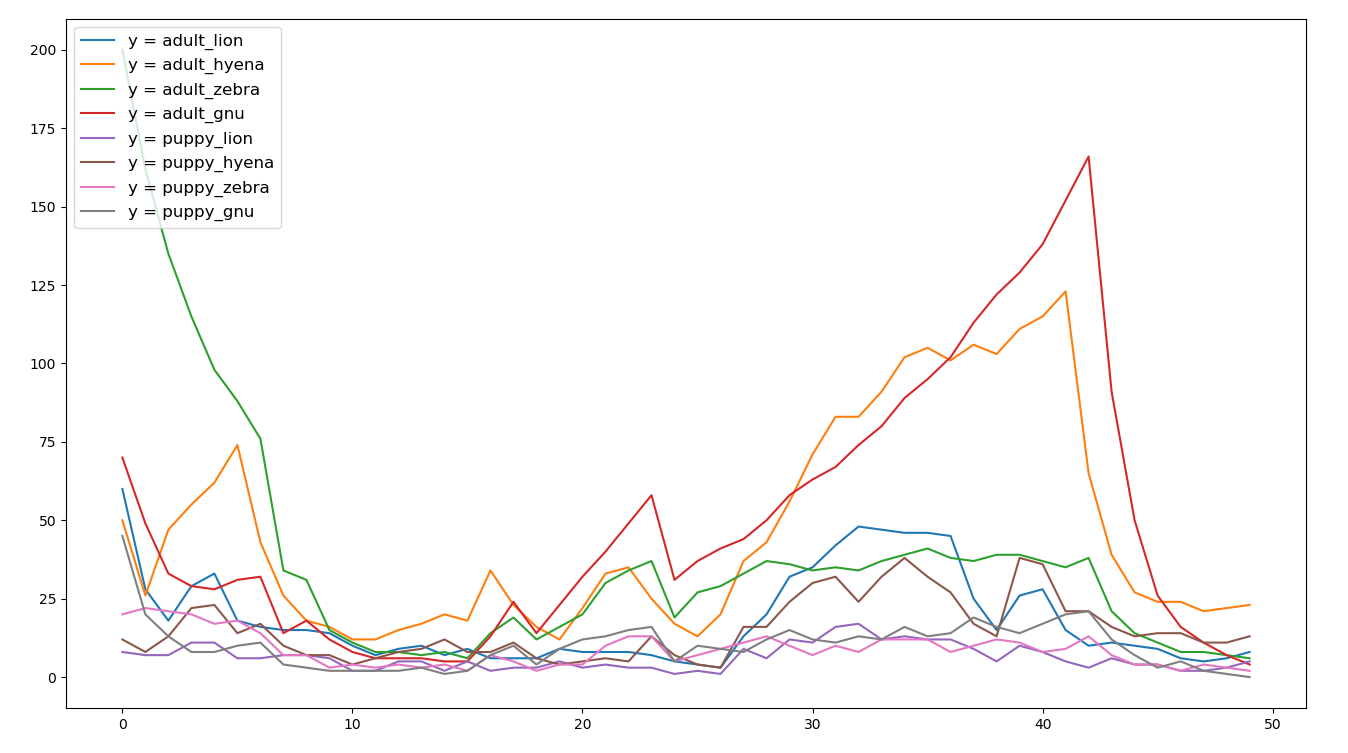 200
175
150
125
100
75
50
25
0
y = adult_lion
y = adult_hyena
y = adult_zebra
y = adult_gnu
y = puppy_lion
y = puppy_hyena
y = puppy_zebra
y = puppy_gnu
0 10 20 30 40 50